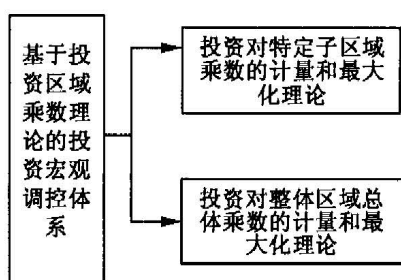 基于投
资区域
乘数理
论的投
资宏观
调控体
系
投资对特定子区域
乘数的计量和最大
化理论
投资对整体区域总
体乘数的计量和最
大化理论